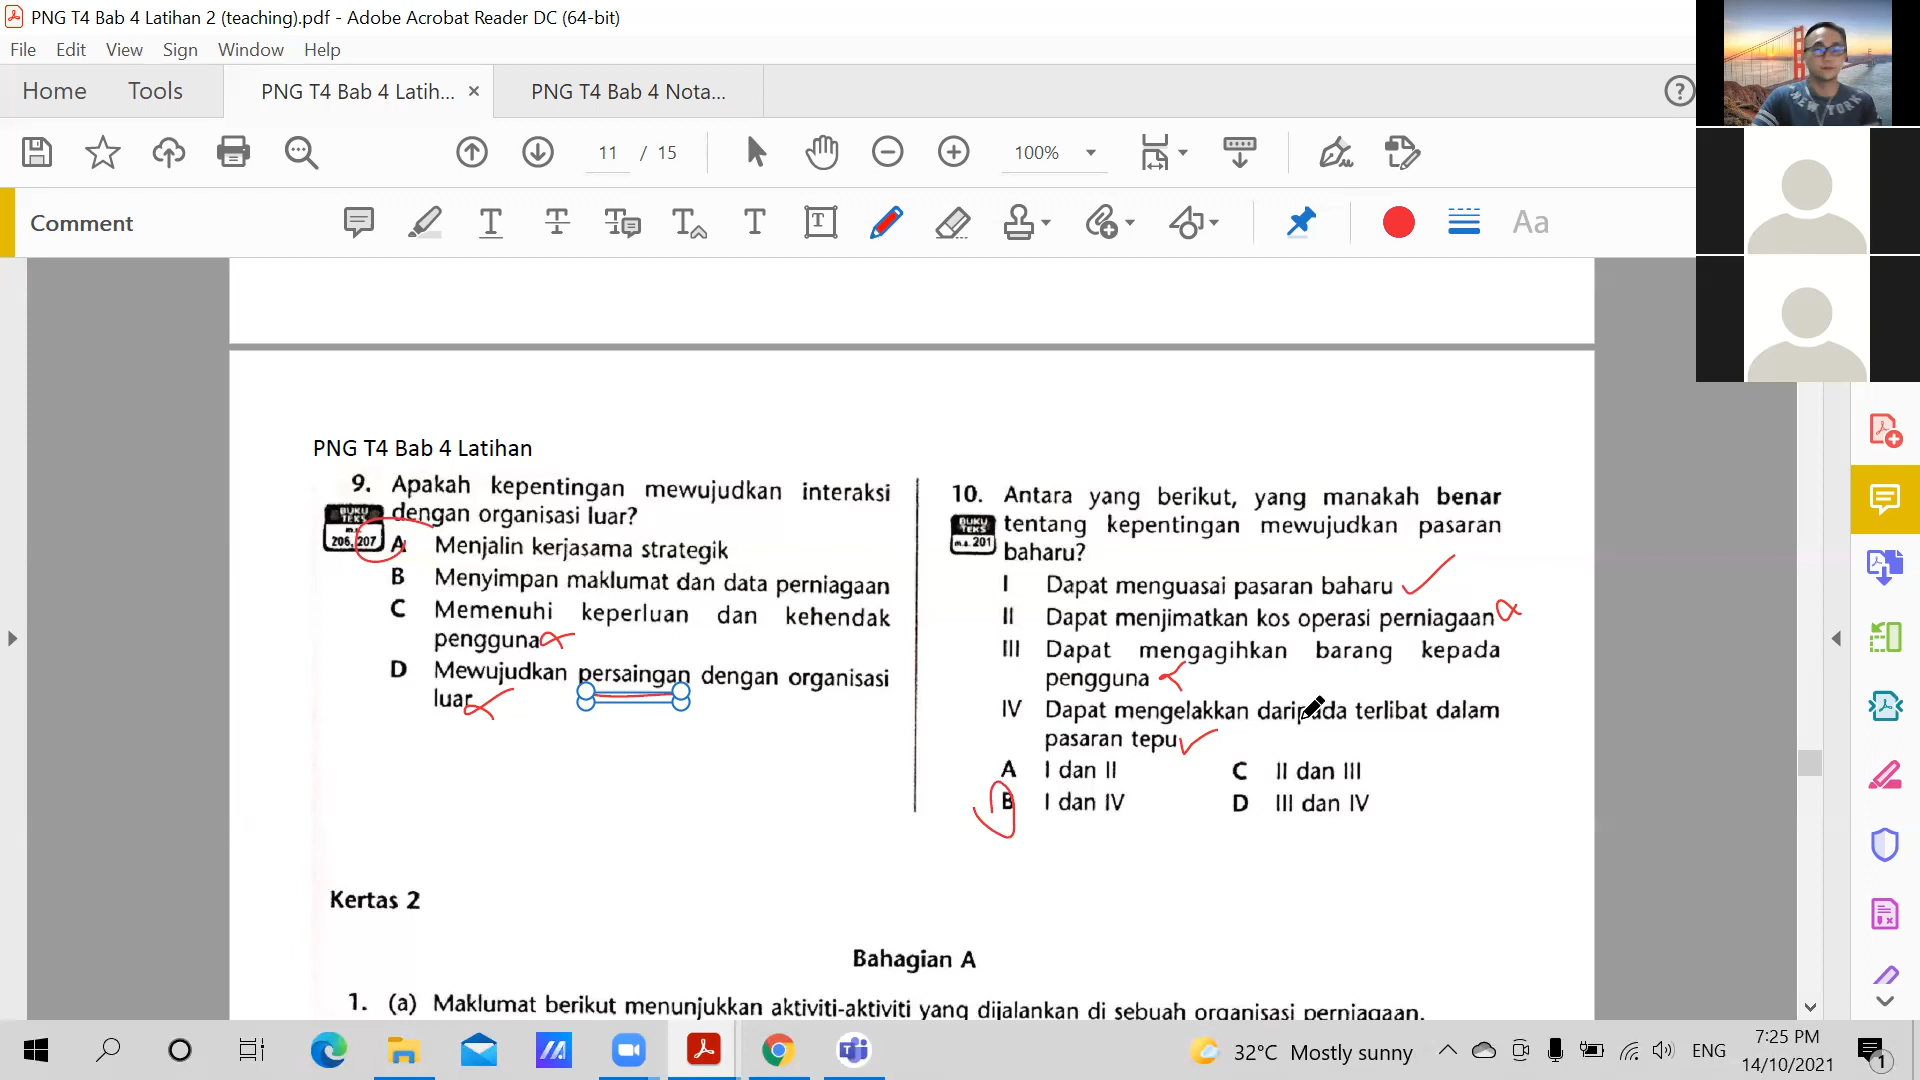 PNG T4 Bab 4 Latihan 2 (teaching).pdf - Adobe Acrobat Reader DC (64-bit)
File Edit View Sign Window Help
Home Tools PNG T4 Bab 4 Latih... × PNG T4 Bab 4 Nota...
11 / 15 100%
Comment
Aa
NEW YORK
PNG T4 Bab 4 Latihan
9. Apakah kepentingan mewujudkan interaksi
dengan organisasi luar?
BUKU
TEKS
m.s.
206, 207
A Menjalin kerjasama strategik
B Menyimpan maklumat dan data perniagaan
C Memenuhi keperluan dan kehendak
pengguna
D Mewujudkan persaingan dengan organisasi
luar
10. Antara yang berikut, yang manakah benar
tentang kepentingan mewujudkan pasaran
baharu?
BUKU
TEKS
m.s. 201
I Dapat menguasai pasaran baharu
II Dapat menjimatkan kos operasi perniagaan
III Dapat mengagihkan barang kepada
pengguna
IV Dapat mengelakkan daripada terlibat dalam
pasaran tepu
A I dan II C II dan III
B I dan IV D III dan IV
Kertas 2
Bahagian A
1. (a) Maklumat berikut menunjukkan aktiviti-aktiviti yang dijalankan di sebuah organisasi perniagaan.
32°C Mostly sunny ENG 7:25 PM
14/10/2021
1